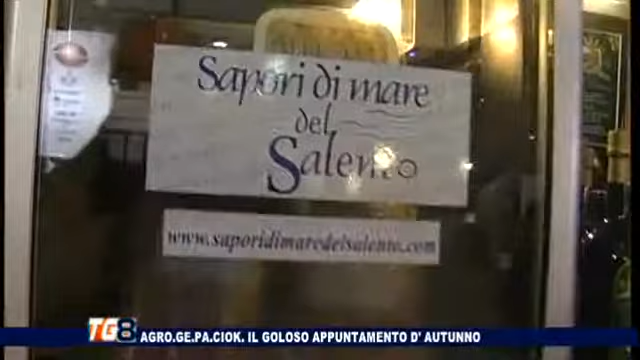 Sapori di mare
del
Salento
www.saporidimaredelsalento.com
TG8 AGRO.GE.PA.CIOK. IL GOLOSO APPUNTAMENTO D' AUTUNNO